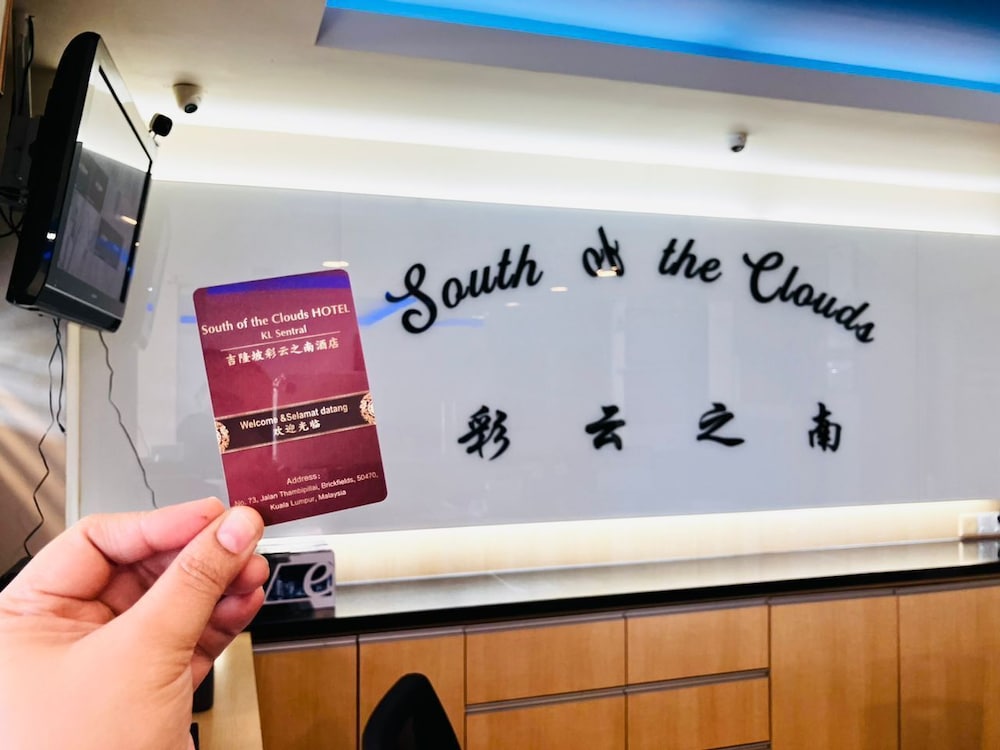 South of the Clouds
彩云之南
South of the Clouds HOTEL
KL Sentral
吉隆坡彩云之南酒店
Welcome &Selamat datang
欢迎光临
Address:
No. 73, Jalan Thambipillai, Brickfields, 50470,
Kuala Lumpur, Malaysia